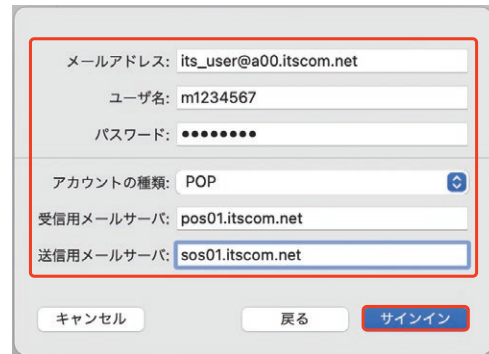 メールアドレス: its_user@a00.itscom.net
ユーザ名: m1234567
パスワード: ●●●●●●●●
アカウントの種類: POP
受信用メールサーバ: pos01.itscom.net
送信用メールサーバ: sos01.itscom.net
キャンセル 戻る サインイン